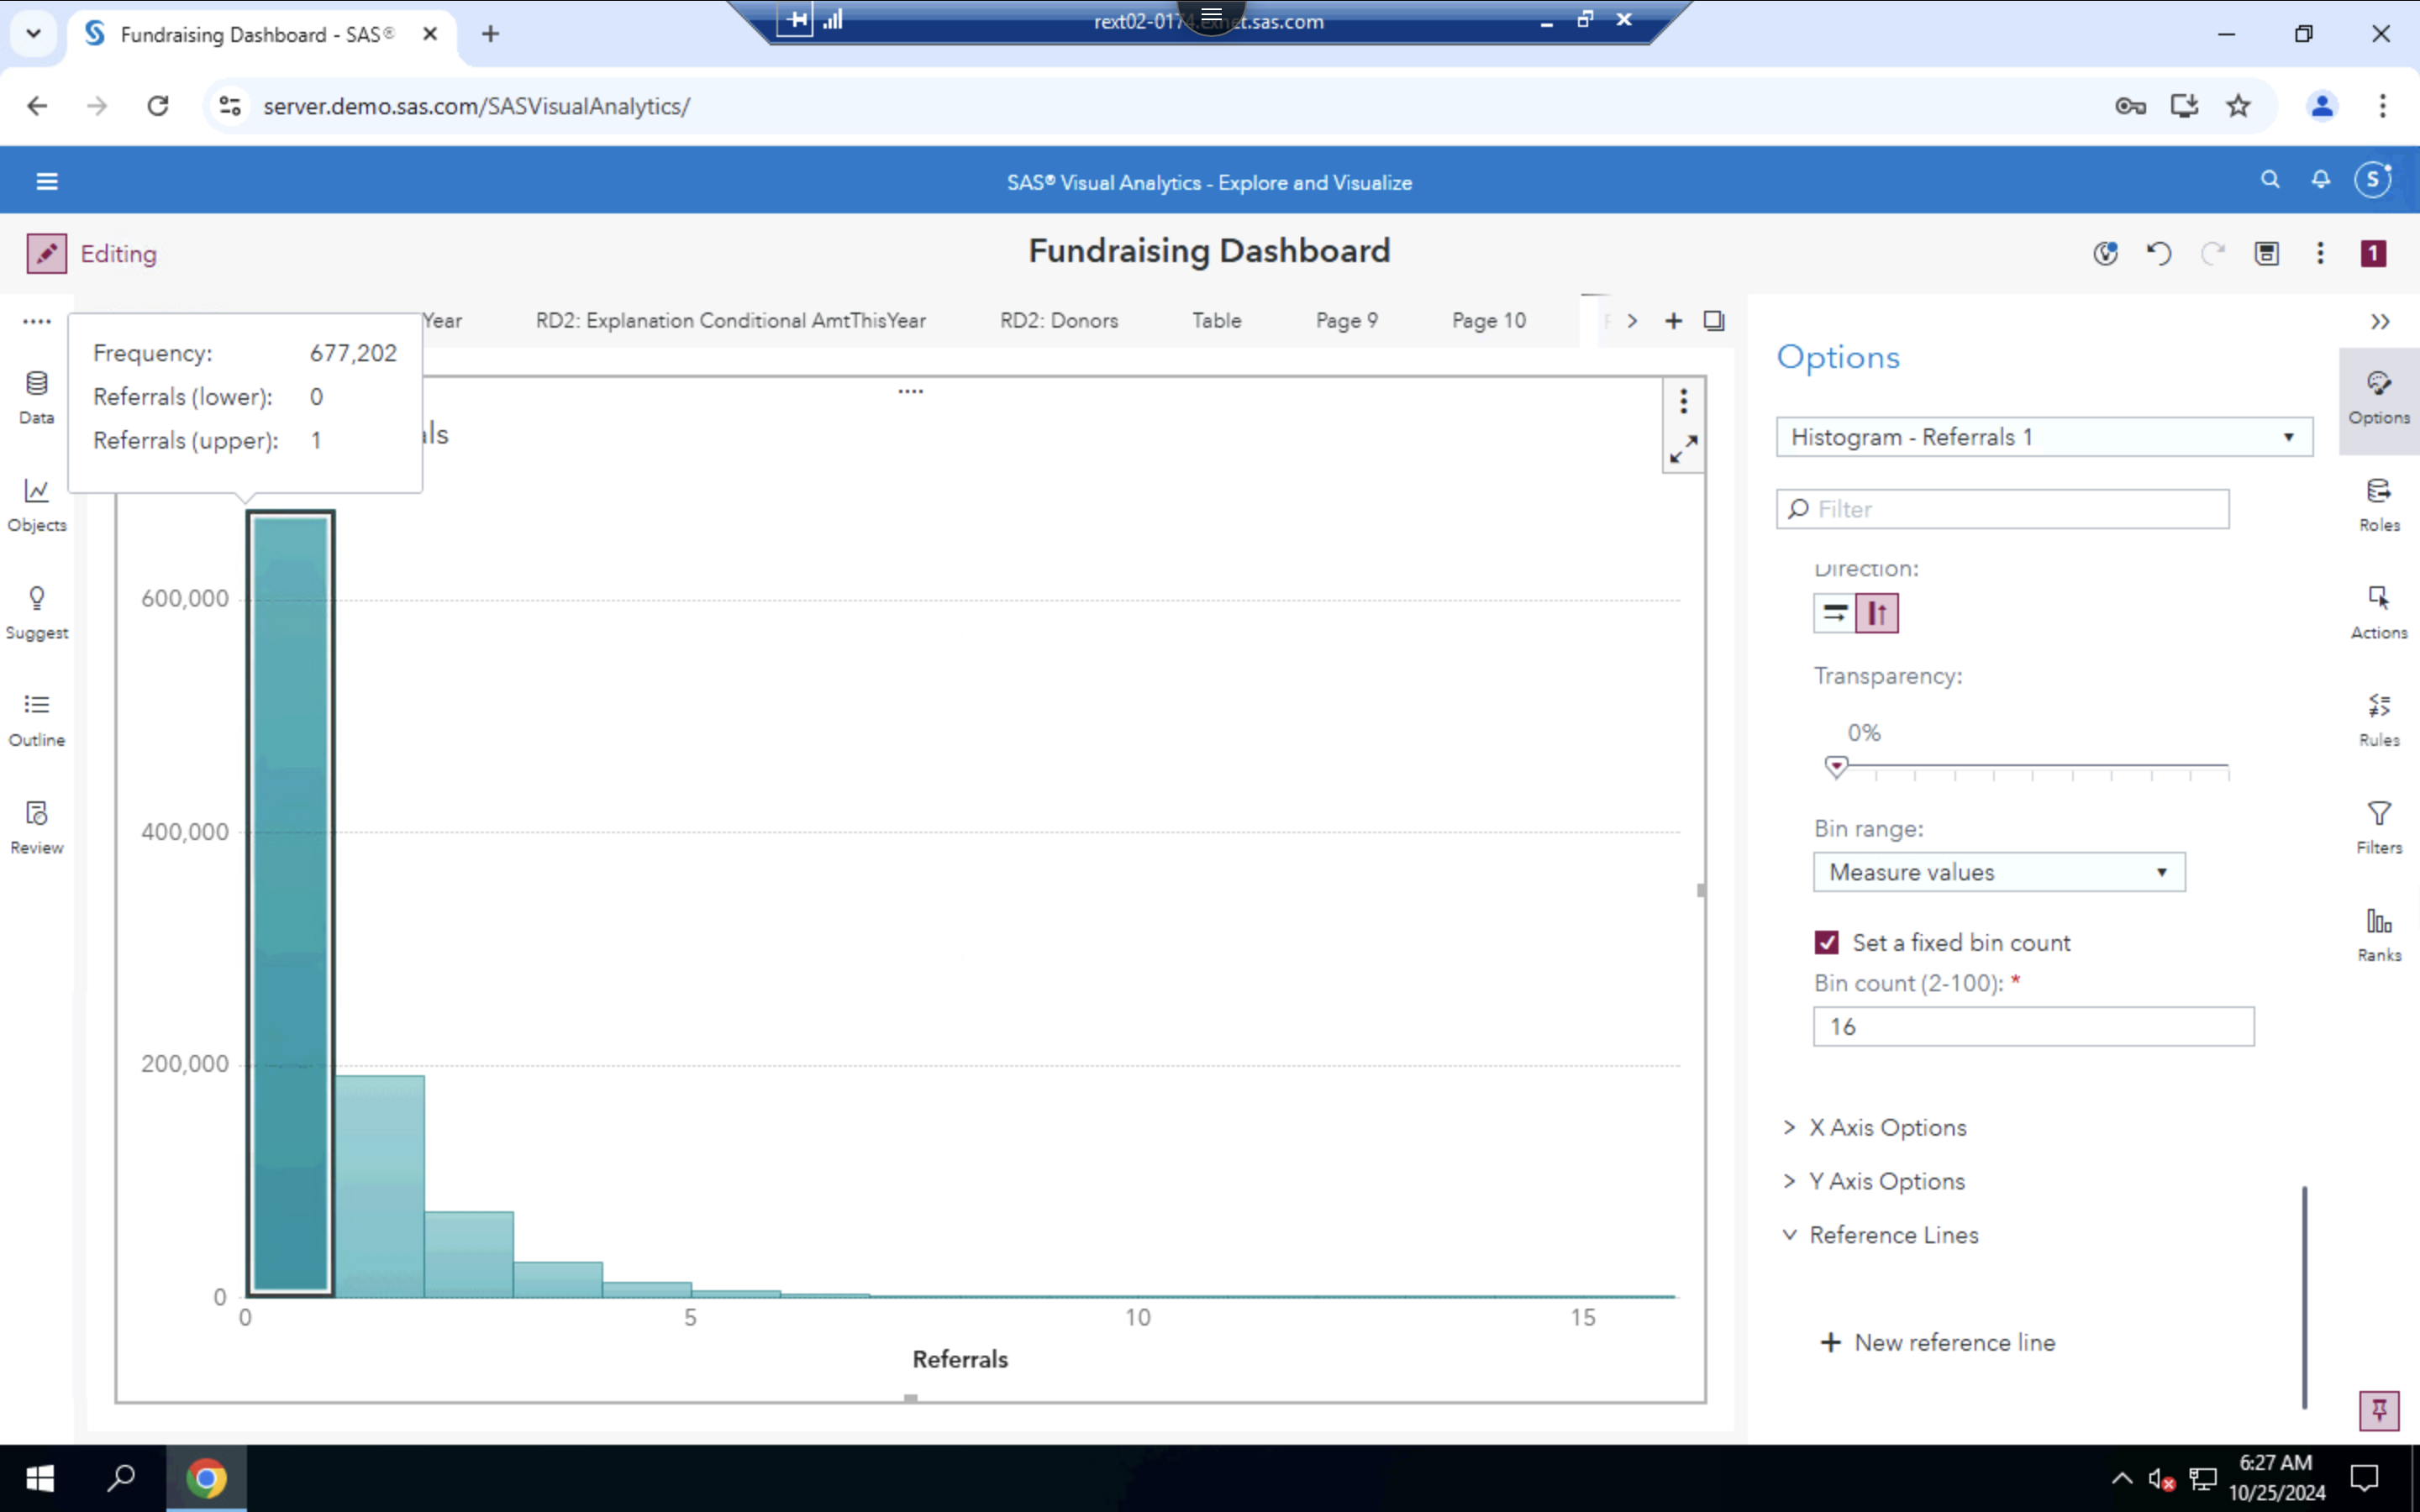 Fundraising Dashboard - SAS®
rext02-0174.exnet.sas.com
server.demo.sas.com/SASVisualAnalytics/
SAS® Visual Analytics - Explore and Visualize
S
Editing
Fundraising Dashboard
1
Year
RD2: Explanation Conditional AmtThisYear
RD2: Donors
Table
Page 9
Page 10
Frequency: 677,202
Referrals (lower): 0
Referrals (upper): 1
Data
Objects
Suggest
Outline
Review
600,000
400,000
200,000
0
0
5
10
15
Referrals
Options
Histogram - Referrals 1
Filter
Direction:
Transparency:
0%
Bin range:
Measure values
Set a fixed bin count
Bin count (2-100): *
16
X Axis Options
Y Axis Options
Reference Lines
New reference line
Options
Roles
Actions
Rules
Filters
Ranks
6:27 AM
10/25/2024